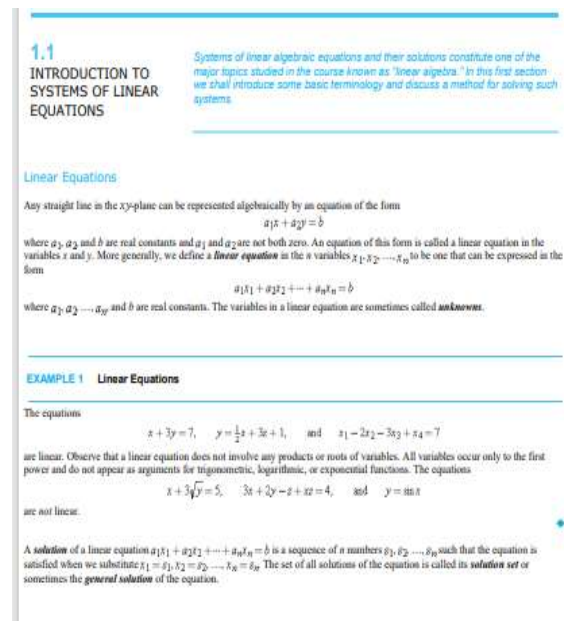 1.1
INTRODUCTION TO
SYSTEMS OF LINEAR
EQUATIONS
Systems of linear algebraic equations and their solutions constitute one of the
major topics studied in the course known as "linear algebra." In this first section
we shall introduce some basic terminology and discuss a method for solving such
systems.
Linear Equations
Any straight line in the xy-plane can be represented algebraically by an equation of the form
a₁x + a₂y = b
where a₁, a₂ and b are real constants and a₁ and a₂ are not both zero. An equation of this form is called a linear equation in the
variables x and y. More generally, we define a linear equation in the n variables x₁, x₂, ..., xₙ to be one that can be expressed in the
form
a₁x₁ + a₂x₂ + ··· + aₙxₙ = b
where a₁, a₂, ..., aₙ, and b are real constants. The variables in a linear equation are sometimes called unknowns.
EXAMPLE 1 Linear Equations
The equations
x + 3y = 7, y = ½x + 3z + 1, and x₁ − 2x₂ − 3x₃ + x₄ = 7
are linear. Observe that a linear equation does not involve any products or roots of variables. All variables occur only to the first
power and do not appear as arguments for trigonometric, logarithmic, or exponential functions. The equations
x + 3√y = 5, 3x + 2y − z + xz = 4, and y = sin x
are not linear.
A solution of a linear equation a₁x₁ + a₂x₂ + ··· + aₙxₙ = b is a sequence of n numbers s₁, s₂, ..., sₙ such that the equation is
satisfied when we substitute x₁ = s₁, x₂ = s₂, ..., xₙ = sₙ. The set of all solutions of the equation is called its solution set or
sometimes the general solution of the equation.